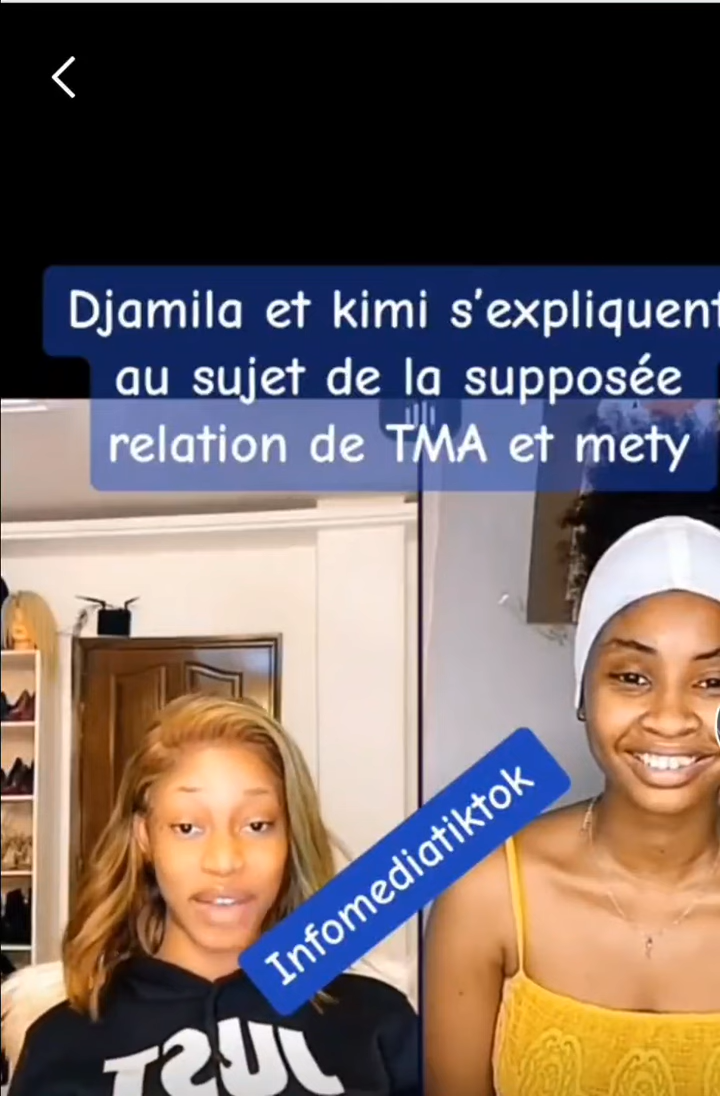 Djamila et kimi s'expliquent
au sujet de la supposée
relation de TMA et mety
Infomediatiktok
JUST